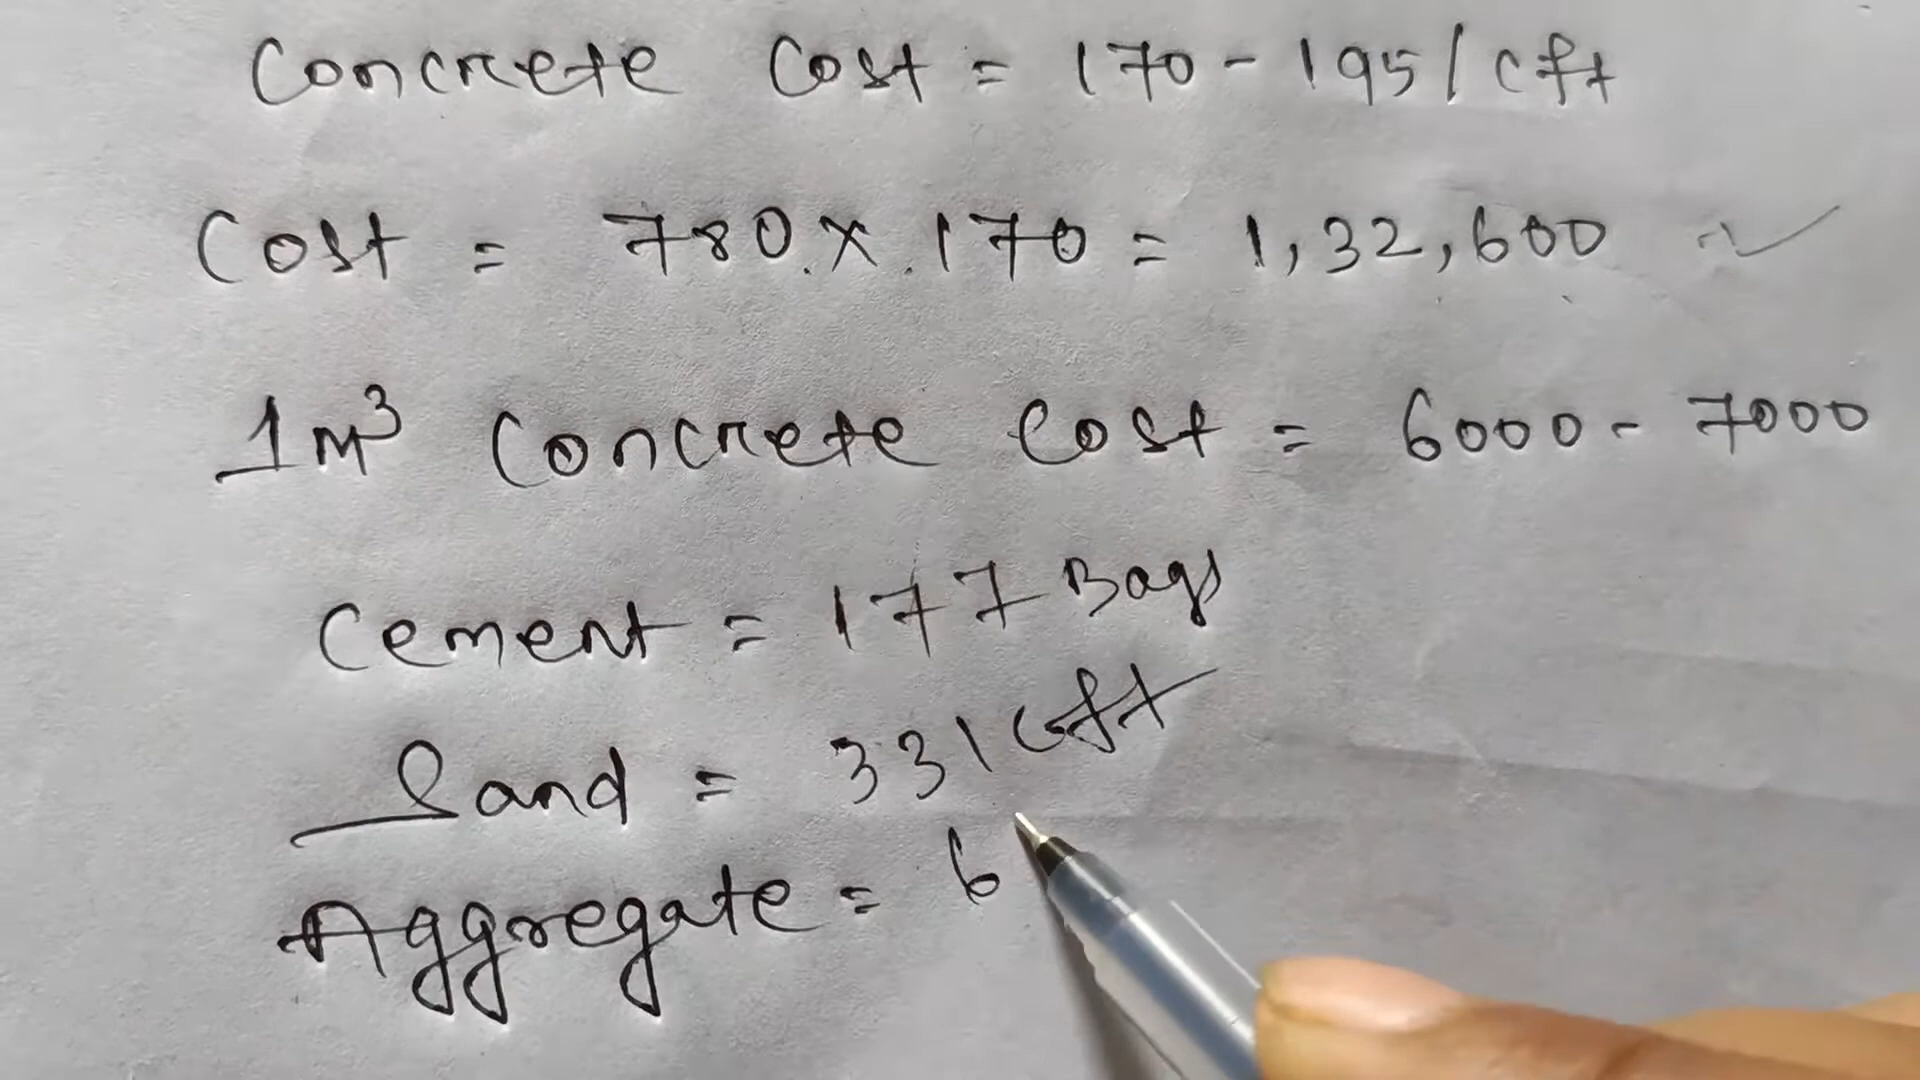 Concrete Cost = 170 - 195/cft
Cost = 780 x 170 = 1,32,600
1m³ Concrete Cost = 6000 - 7000
Cement = 177 Bags
Sand = 331 cft
Aggregate = 6